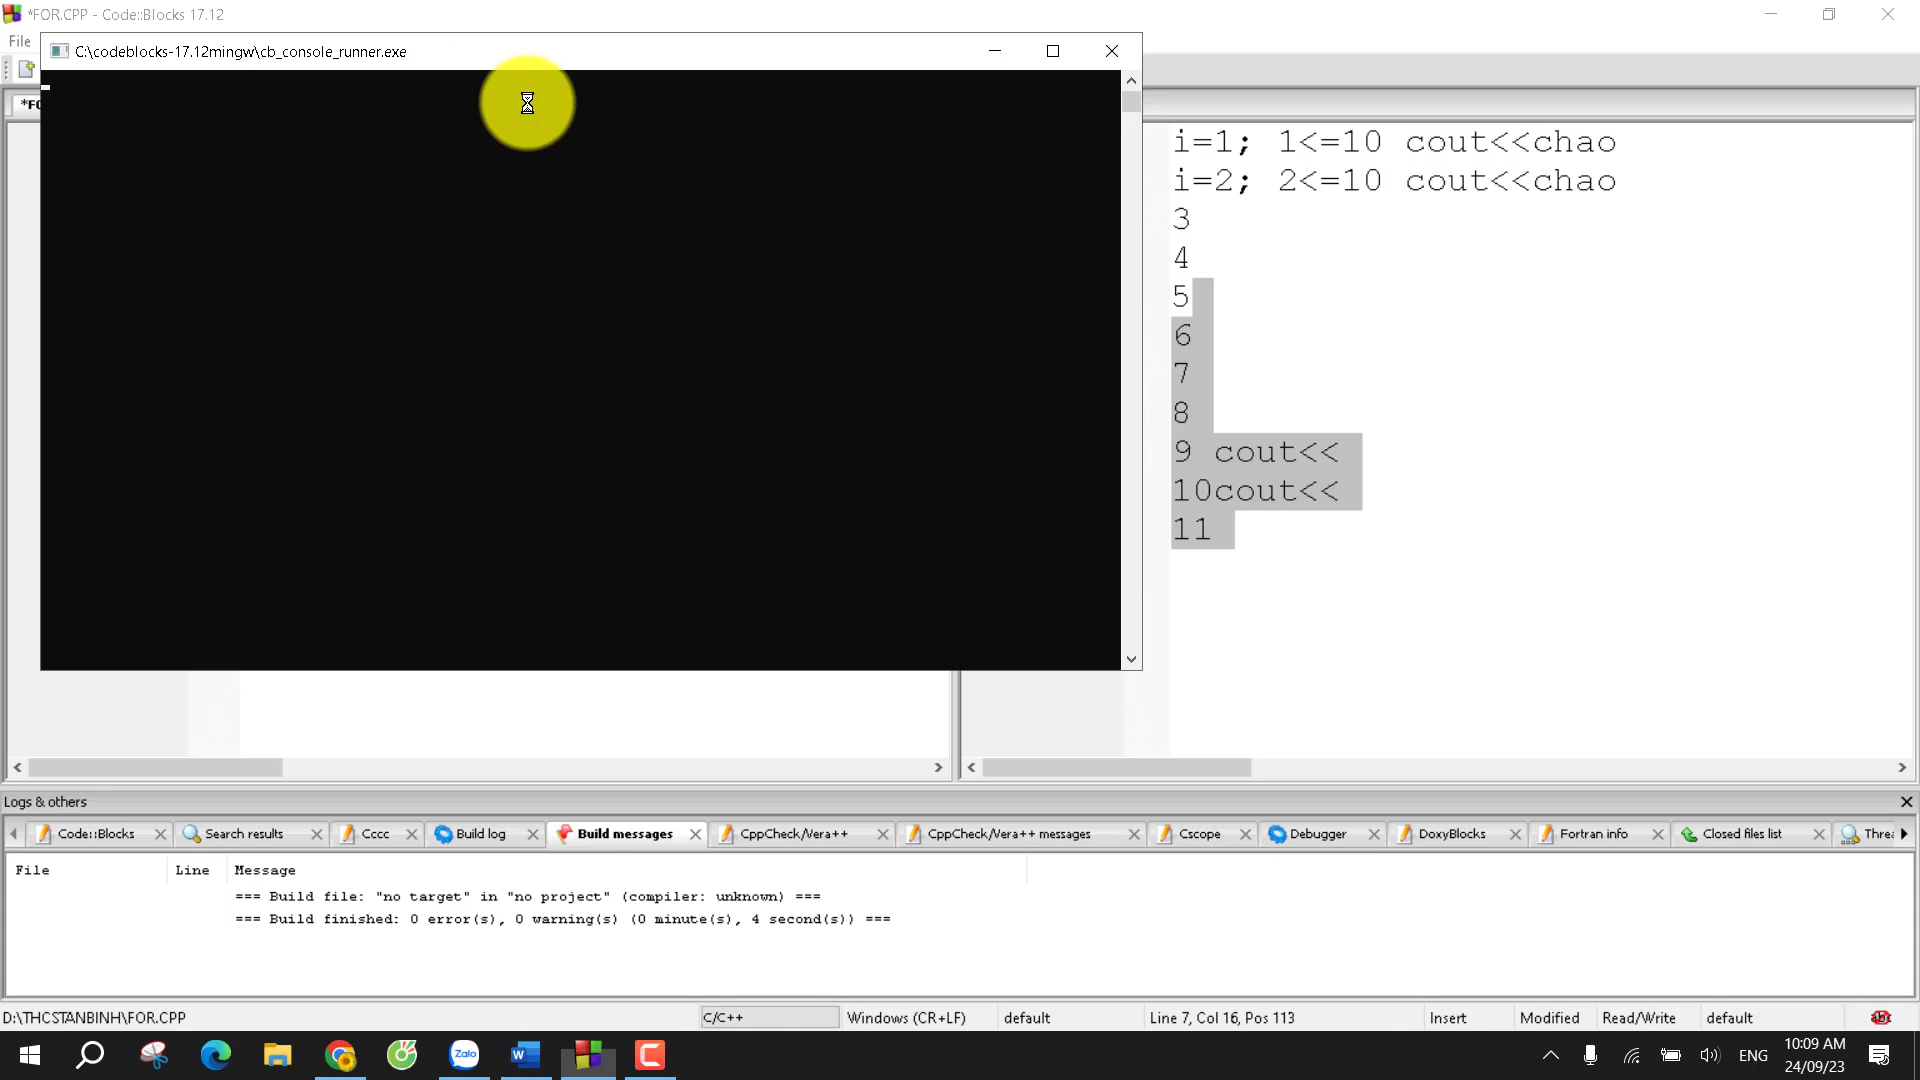 *FOR.CPP - Code::Blocks 17.12
File
C:\codeblocks-17.12mingw\cb_console_runner.exe
i=1; 1<=10 cout<<chao
i=2; 2<=10 cout<<chao
3
4
5
6
7
8
9 cout<<
10cout<<
11
Logs & others
Code::Blocks
Search results
Cccc
Build log
Build messages
CppCheck/Vera++
CppCheck/Vera++ messages
Cscope
Debugger
DoxyBlocks
Fortran info
Closed files list
File Line Message
=== Build file: "no target" in "no project" (compiler: unknown) ===
=== Build finished: 0 error(s), 0 warning(s) (0 minute(s), 4 second(s)) ===
D:\THCSTANBINH\FOR.CPP C/C++ Windows (CR+LF) default Line 7, Col 16, Pos 113 Insert Modified Read/Write default
Zalo
ENG
10:09 AM
24/09/23